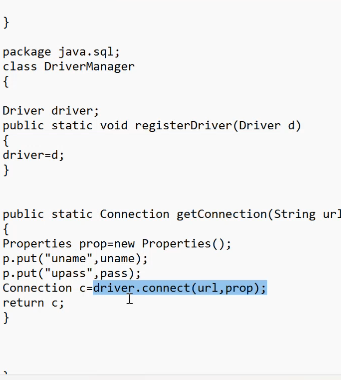 }
package java.sql;
class DriverManager
{
Driver driver;
public static void registerDriver(Driver d)
{
driver=d;
}
public static Connection getConnection(String url
{
Properties prop=new Properties();
p.put("uname",uname);
p.put("upass",pass);
Connection c=driver.connect(url,prop);
return c;
}